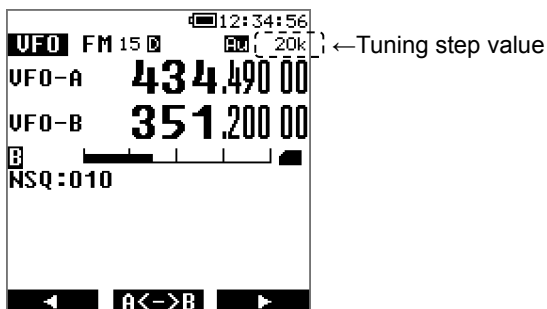 12:34:56
VFO FM 15 D Au 20k ←Tuning step value
VFO-A 434.490 00
VFO-B 351.200 00
B
NSQ:010
◀ A<->B ▶